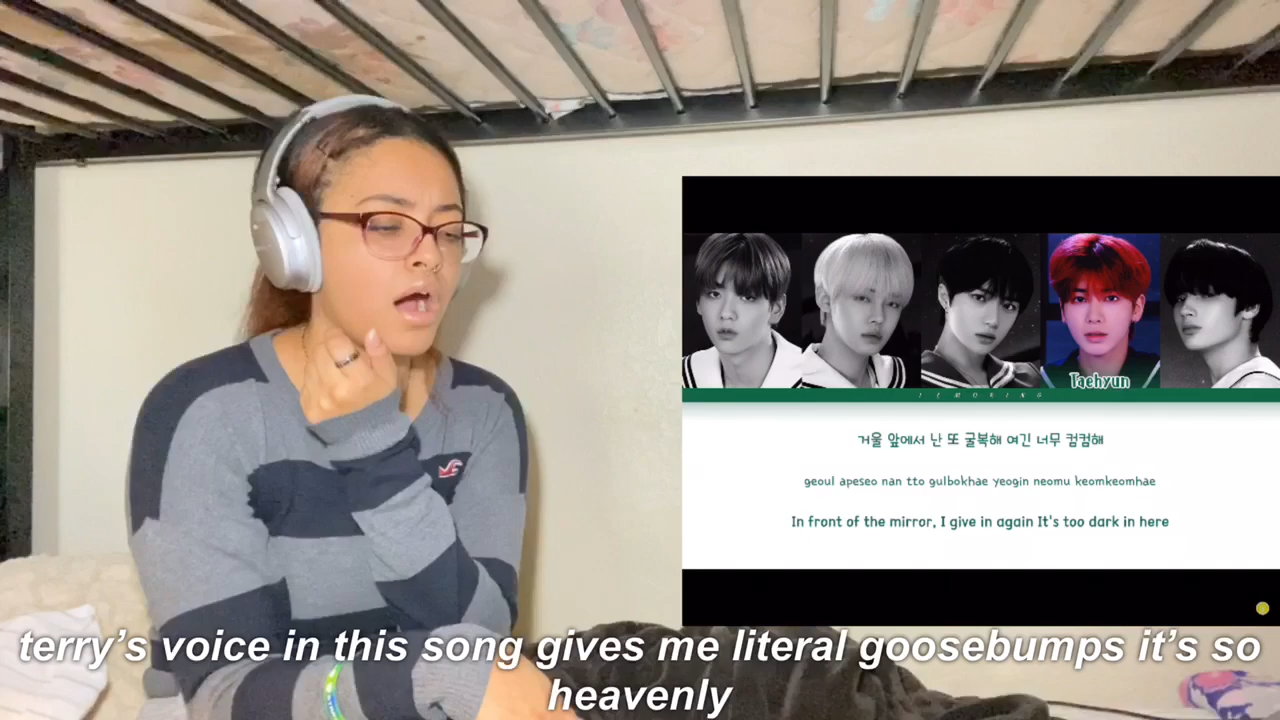 Taehyun
LEMORING
거울 앞에서 난 또 굴복해 여긴 너무 컴컴해
geoul apeseo nan tto gulbokhae yeogin neomu keomkeomhae
In front of the mirror, I give in again It's too dark in here
terry's voice in this song gives me literal goosebumps it's so
heavenly